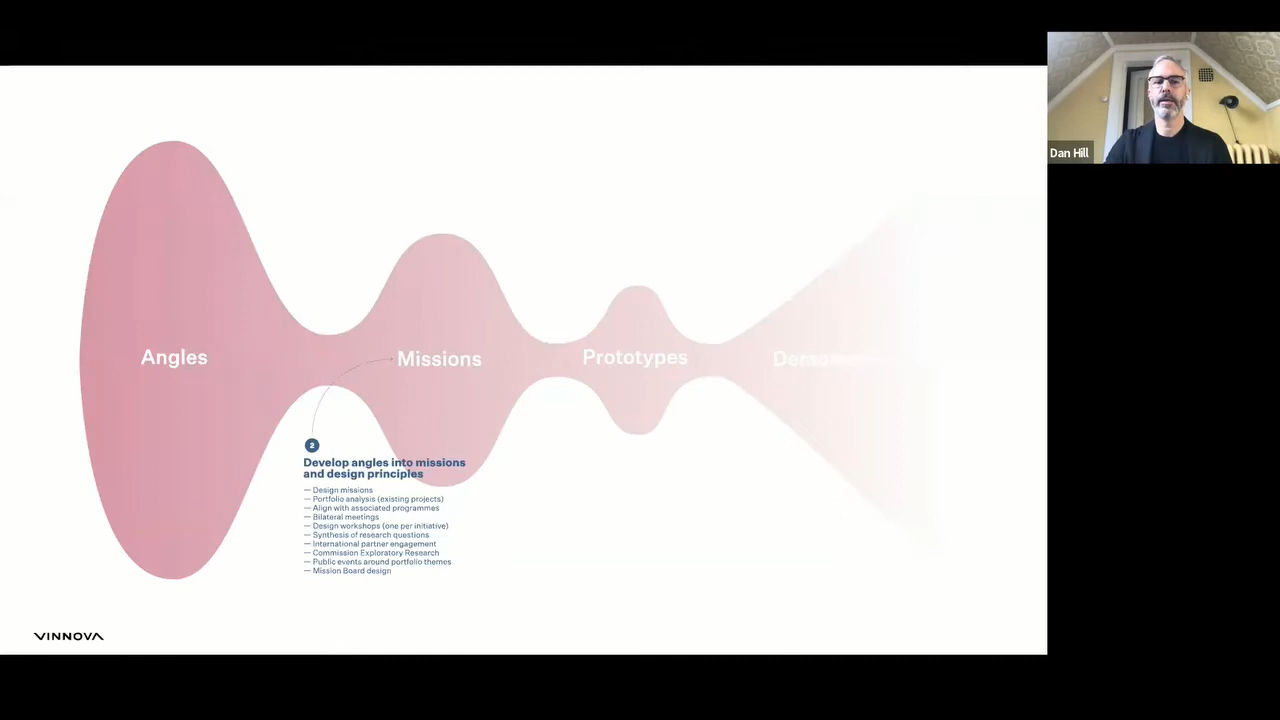 Dan Hill
Angles
Missions
Prototypes
2
Develop angles into missions
and design principles
— Design missions
— Portfolio analysis (existing projects)
— Align with associated programmes
— Bilateral meetings
— Design workshops (one per initiative)
— Synthesis of research questions
— International partner engagement
— Commission Exploratory Research
— Public events around portfolio themes
— Mission Board design
VINNOVA